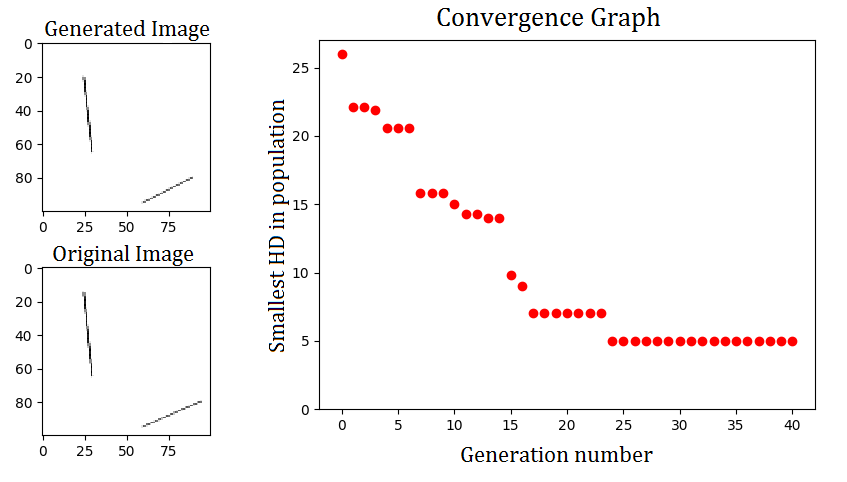 Generated Image
0
20
40
60
80
0 25 50 75
Original Image
0
20
40
60
80
0 25 50 75
Convergence Graph
Smallest HD in population
25
20
15
10
5
0
0 5 10 15 20 25 30 35 40
Generation number